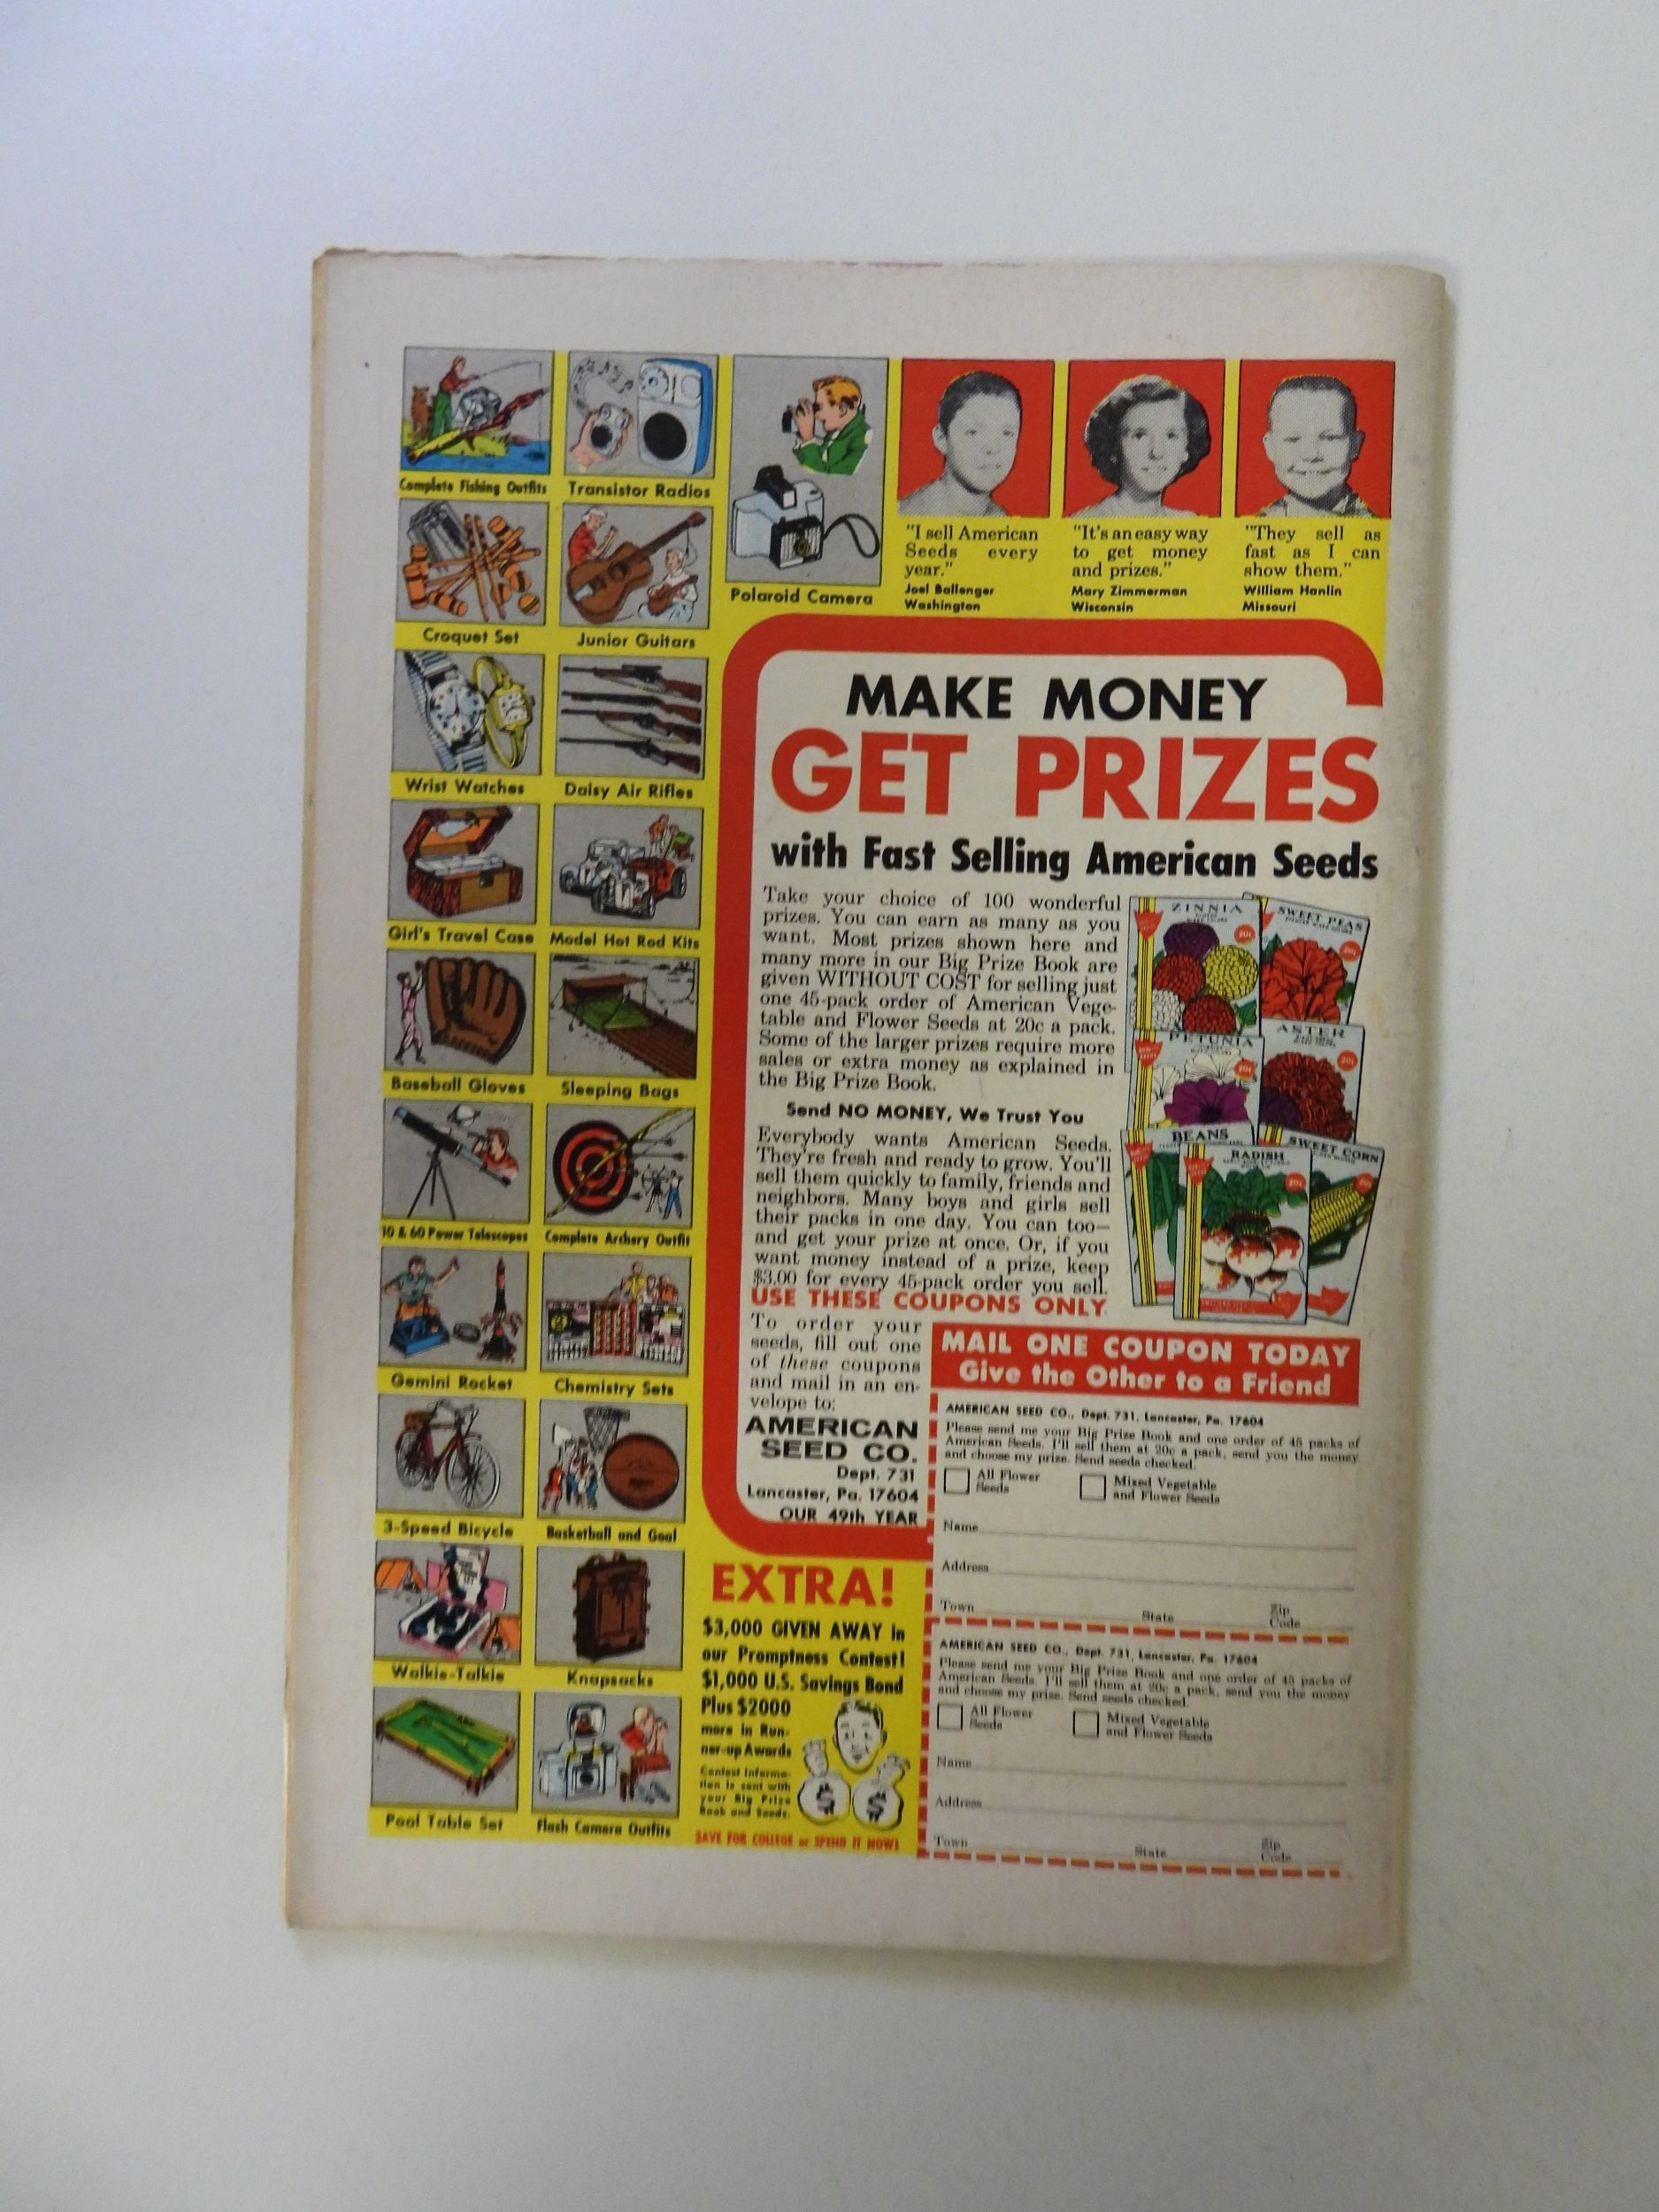 Complete Fishing Outfits
Transistor Radios
Croquet Set
Junior Guitars
Polaroid Camera
Wrist Watches
Daisy Air Rifles
Girl's Travel Case
Model Hot Rod Kits
Baseball Gloves
Sleeping Bags
10 & 60 Power Telescopes
Complete Archery Outfit
Gemini Rocket
Chemistry Sets
3-Speed Bicycle
Basketball and Goal
Walkie-Talkie
Knapsacks
Pool Table Set
Flash Camera Outfits
"I sell American
Seeds every
year."
Joel Ballenger
Washington
"It's an easy way
to get money
and prizes."
Mary Zimmerman
Wisconsin
"They sell as
fast as I can
show them."
William Hanlin
Missouri
MAKE MONEY
GET PRIZES
with Fast Selling American Seeds
Take your choice of 100 wonderful
prizes. You can earn as many as you
want. Most prizes shown here and
many more in our Big Prize Book are
given WITHOUT COST for selling just
one 45-pack order of American Vege-
table and Flower Seeds at 20c a pack.
Some of the larger prizes require more
sales or extra money as explained in
the Big Prize Book.
Send NO MONEY, We Trust You
Everybody wants American Seeds.
They're fresh and ready to grow. You'll
sell them quickly to family, friends and
neighbors. Many boys and girls sell
their packs in one day. You can too—
and get your prize at once. Or, if you
want money instead of a prize, keep
$3.00 for every 45-pack order you sell.
USE THESE COUPONS ONLY
To order your
seeds, fill out one
of these coupons
and mail in an en-
velope to:
AMERICAN
SEED CO.
Dept. 731
Lancaster, Pa. 17604
OUR 49th YEAR
ZINNIA
20c
SWEET PEAS
20c
PETUNIA
20c
ASTER
20c
BEANS
RADISH
20c
SWEET CORN
MAIL ONE COUPON TODAY
Give the Other to a Friend
AMERICAN SEED CO., Dept. 731, Lancaster, Pa. 17604
Please send me your Big Prize Book and one order of 45 packs of
American Seeds. I'll sell them at 20c a pack, send you the money
and choose my prize. Send seeds checked.
All Flower
Seeds
Mixed Vegetable
and Flower Seeds
Name
Address
Town State Zip
Code
AMERICAN SEED CO., Dept. 731, Lancaster, Pa. 17604
Please send me your Big Prize Book and one order of 45 packs of
American Seeds. I'll sell them at 20c a pack, send you the money
and choose my prize. Send seeds checked.
All Flower
Seeds
Mixed Vegetable
and Flower Seeds
Name
Address
Town State Zip
Code
EXTRA!
$3,000 GIVEN AWAY in
our Promptness Contest!
$1,000 U.S. Savings Bond
Plus $2000
more in Run-
ner-up Awards
Contest informa-
tion is sent with
your Big Prize
Book and Seeds.
$ $
SAVE FOR COLLEGE or SPEND IT NOW!